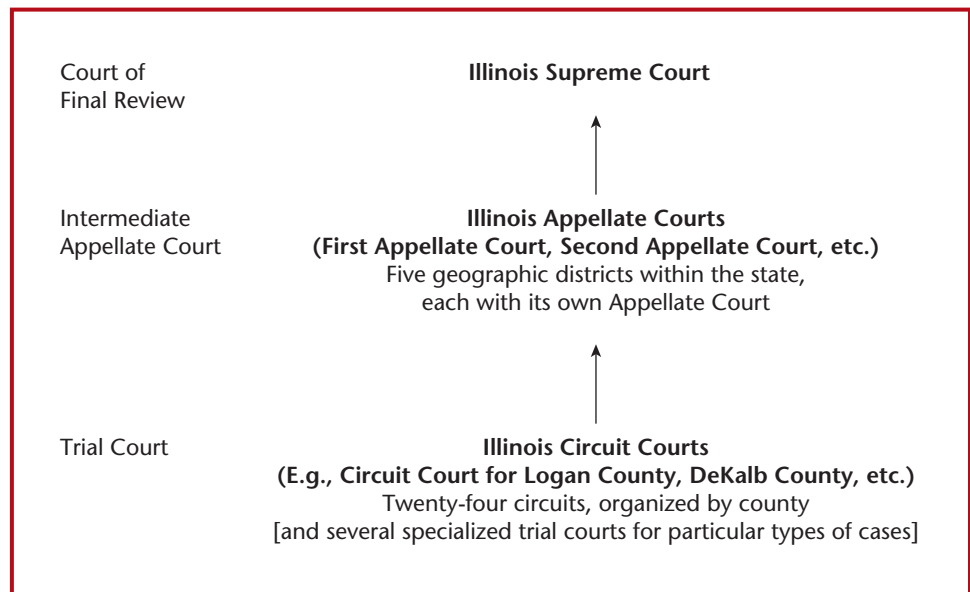 Court of
Final Review
Illinois Supreme Court
Intermediate
Appellate Court
Illinois Appellate Courts
(First Appellate Court, Second Appellate Court, etc.)
Five geographic districts within the state,
each with its own Appellate Court
Trial Court
Illinois Circuit Courts
(E.g., Circuit Court for Logan County, DeKalb County, etc.)
Twenty-four circuits, organized by county
[and several specialized trial courts for particular types of cases]